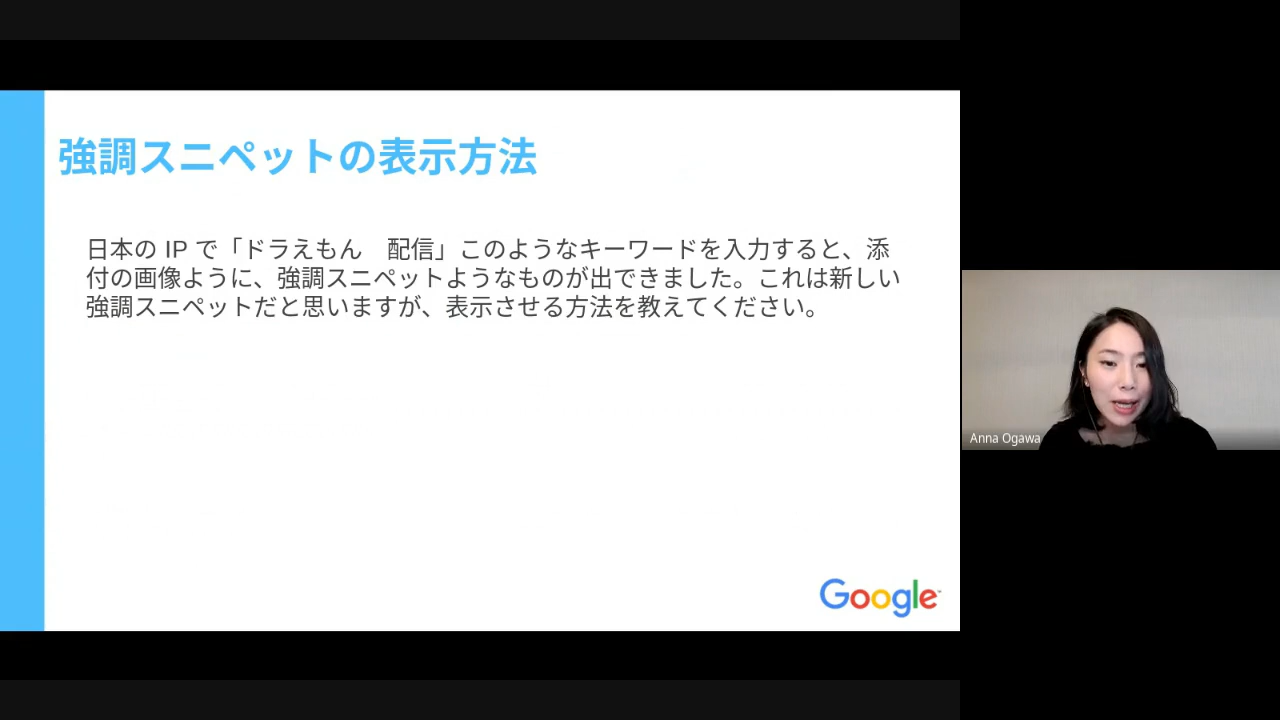 強調スニペットの表示方法
日本の IP で「ドラえもん　配信」このようなキーワードを入力すると、添
付の画像ように、強調スニペットようなものが出できました。これは新しい
強調スニペットだと思いますが、表示させる方法を教えてください。
Google
Anna Ogawa